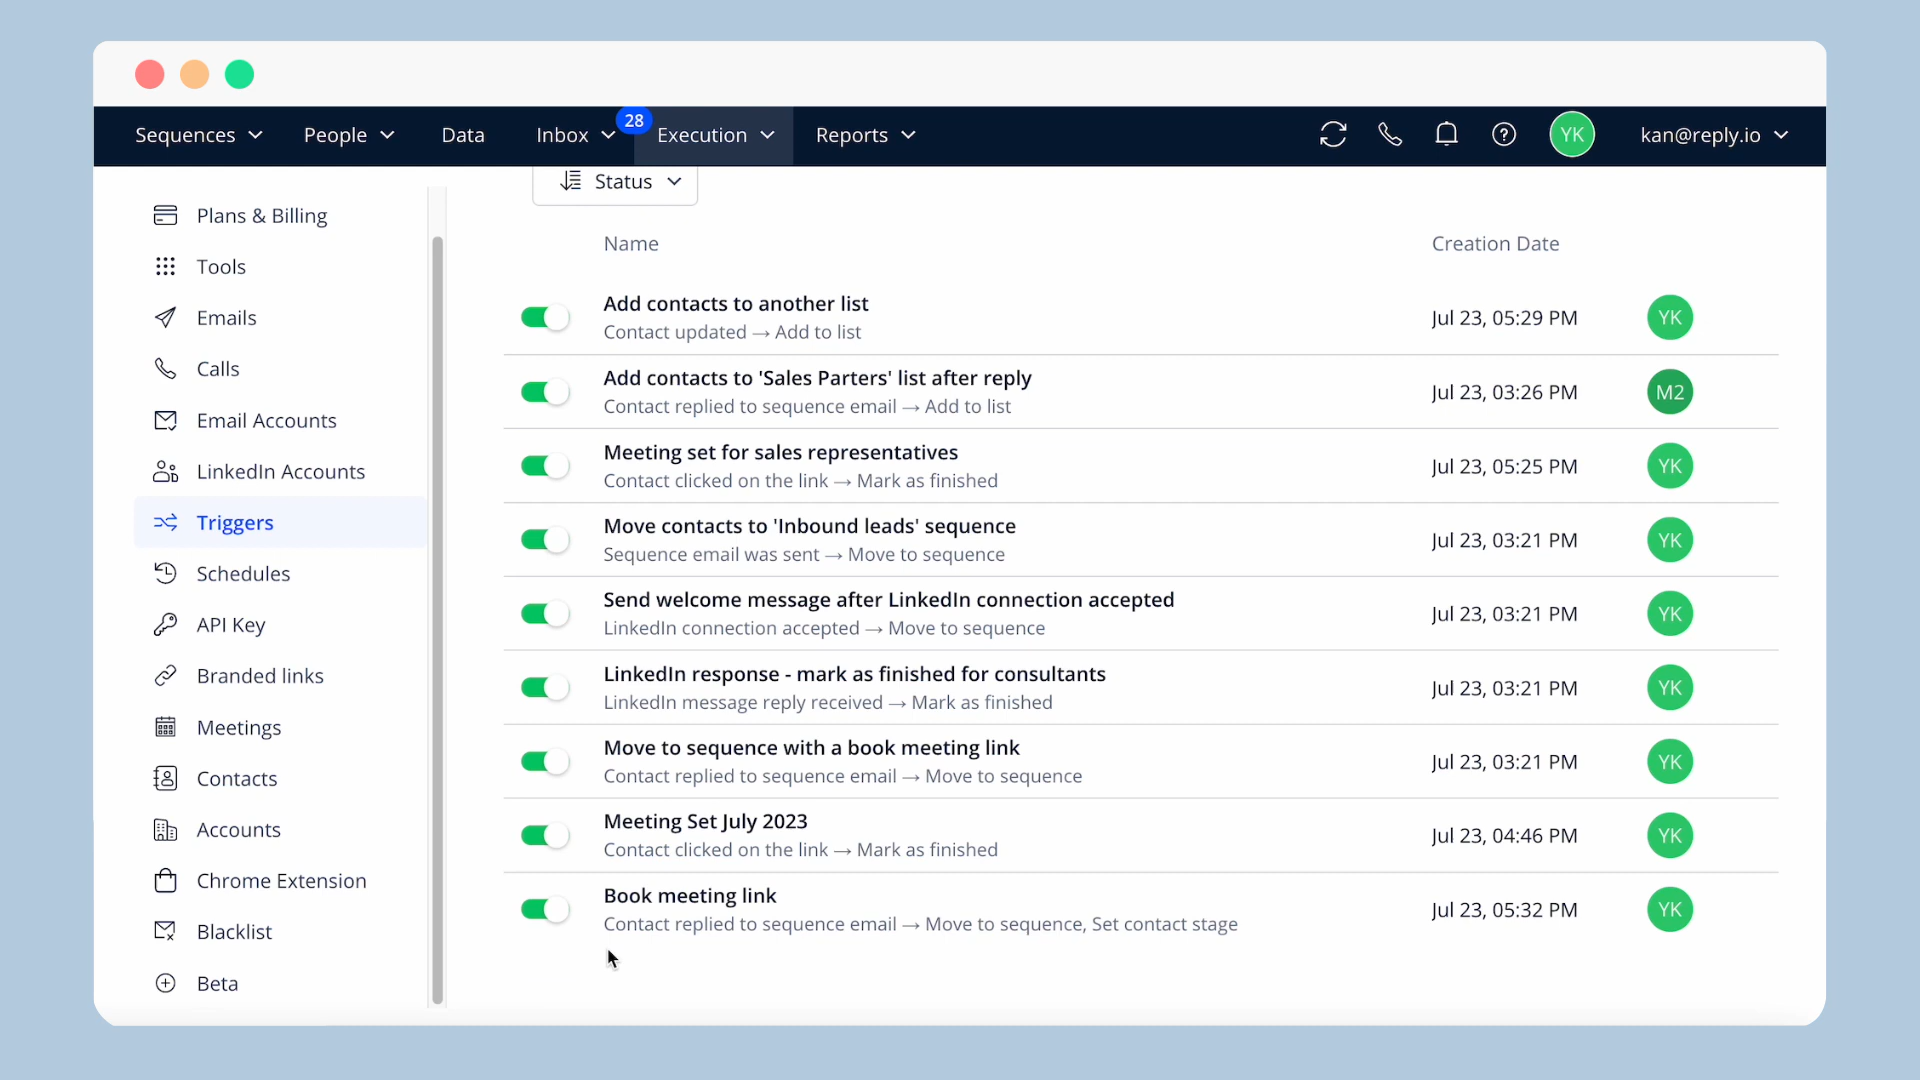 Sequences People Data Inbox 28 Execution Reports YK kan@reply.io
Status
Plans & Billing
Tools
Emails
Calls
Email Accounts
LinkedIn Accounts
Triggers
Schedules
API Key
Branded links
Meetings
Contacts
Accounts
Chrome Extension
Blacklist
Beta
Name Creation Date
Add contacts to another list
Contact updated → Add to list
Jul 23, 05:29 PM YK
Add contacts to 'Sales Parters' list after reply
Contact replied to sequence email → Add to list
Jul 23, 03:26 PM M2
Meeting set for sales representatives
Contact clicked on the link → Mark as finished
Jul 23, 05:25 PM YK
Move contacts to 'Inbound leads' sequence
Sequence email was sent → Move to sequence
Jul 23, 03:21 PM YK
Send welcome message after LinkedIn connection accepted
LinkedIn connection accepted → Move to sequence
Jul 23, 03:21 PM YK
LinkedIn response - mark as finished for consultants
LinkedIn message reply received → Mark as finished
Jul 23, 03:21 PM YK
Move to sequence with a book meeting link
Contact replied to sequence email → Move to sequence
Jul 23, 03:21 PM YK
Meeting Set July 2023
Contact clicked on the link → Mark as finished
Jul 23, 04:46 PM YK
Book meeting link
Contact replied to sequence email → Move to sequence, Set contact stage
Jul 23, 05:32 PM YK